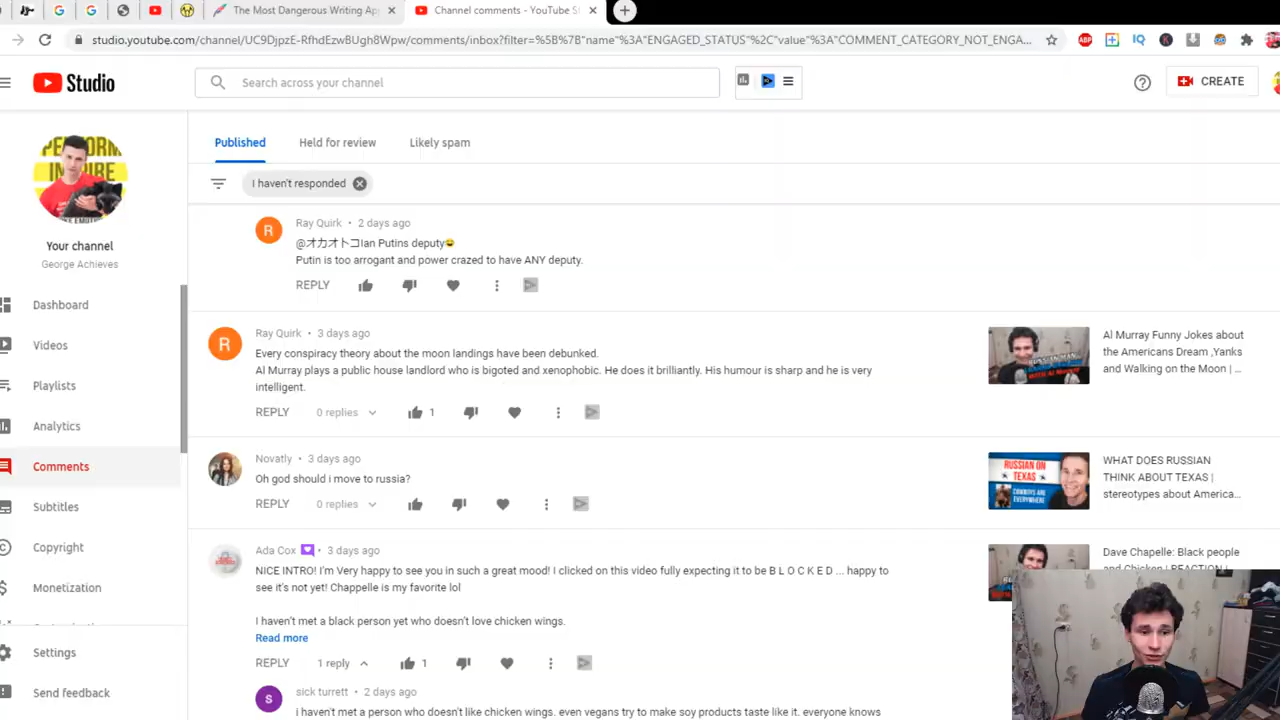 The Most Dangerous Writing Ap
Channel comments - YouTube S
studio.youtube.com/channel/UC9DjpzE-RfhdEzwBUgh8Wpw/comments/inbox?filter=%5B%7B"name"%3A"ENGAGED_STATUS"%2C"value"%3A"COMMENT_CATEGORY_NOT_ENGA...
ABP
IQ
K
Studio
Search across your channel
CREATE
PERFORM
INSPIRE
Your channel
George Achieves
Dashboard
Videos
Playlists
Analytics
Comments
Subtitles
Copyright
Monetization
Settings
Send feedback
Published
Held for review
Likely spam
I haven't responded
R
Ray Quirk • 2 days ago
@オカオトコIan Putins deputy😄
Putin is too arrogant and power crazed to have ANY deputy.
REPLY
R
Ray Quirk • 3 days ago
Every conspiracy theory about the moon landings have been debunked.
Al Murray plays a public house landlord who is bigoted and xenophobic. He does it brilliantly. His humour is sharp and he is very
intelligent.
REPLY 0 replies 1
Al Murray Funny Jokes about
the Americans Dream ,Yanks
and Walking on the Moon | ...
Novatly • 3 days ago
Oh god should i move to russia?
REPLY 0 replies
RUSSIAN ON
TEXAS
COWBOYS ARE
EVERYWHERE
WHAT DOES RUSSIAN
THINK ABOUT TEXAS |
stereotypes about America...
Ada Cox • 3 days ago
NICE INTRO! I'm very happy to see you in such a great mood! I clicked on this video fully expecting it to be B L O C K E D ... happy to
see it's not yet! Chappelle is my favorite lol
I haven't met a black person yet who doesn't love chicken wings.
Read more
REPLY 1 reply 1
Dave Chapelle: Black people
and Chicken | REACTION |
S
sick turrett • 2 days ago
i haven't met a person who doesn't like chicken wings. even vegans try to make soy products taste like it. everyone knows